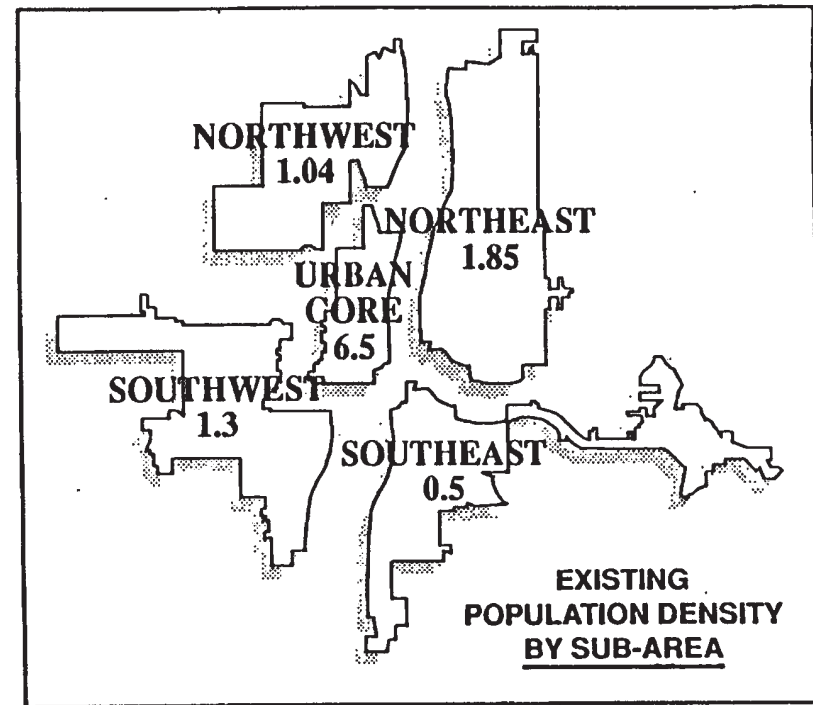 NORTHWEST
1.04
NORTHEAST
1.85
URBAN
CORE
6.5
SOUTHWEST
1.3
SOUTHEAST
0.5
EXISTING
POPULATION DENSITY
BY SUB-AREA